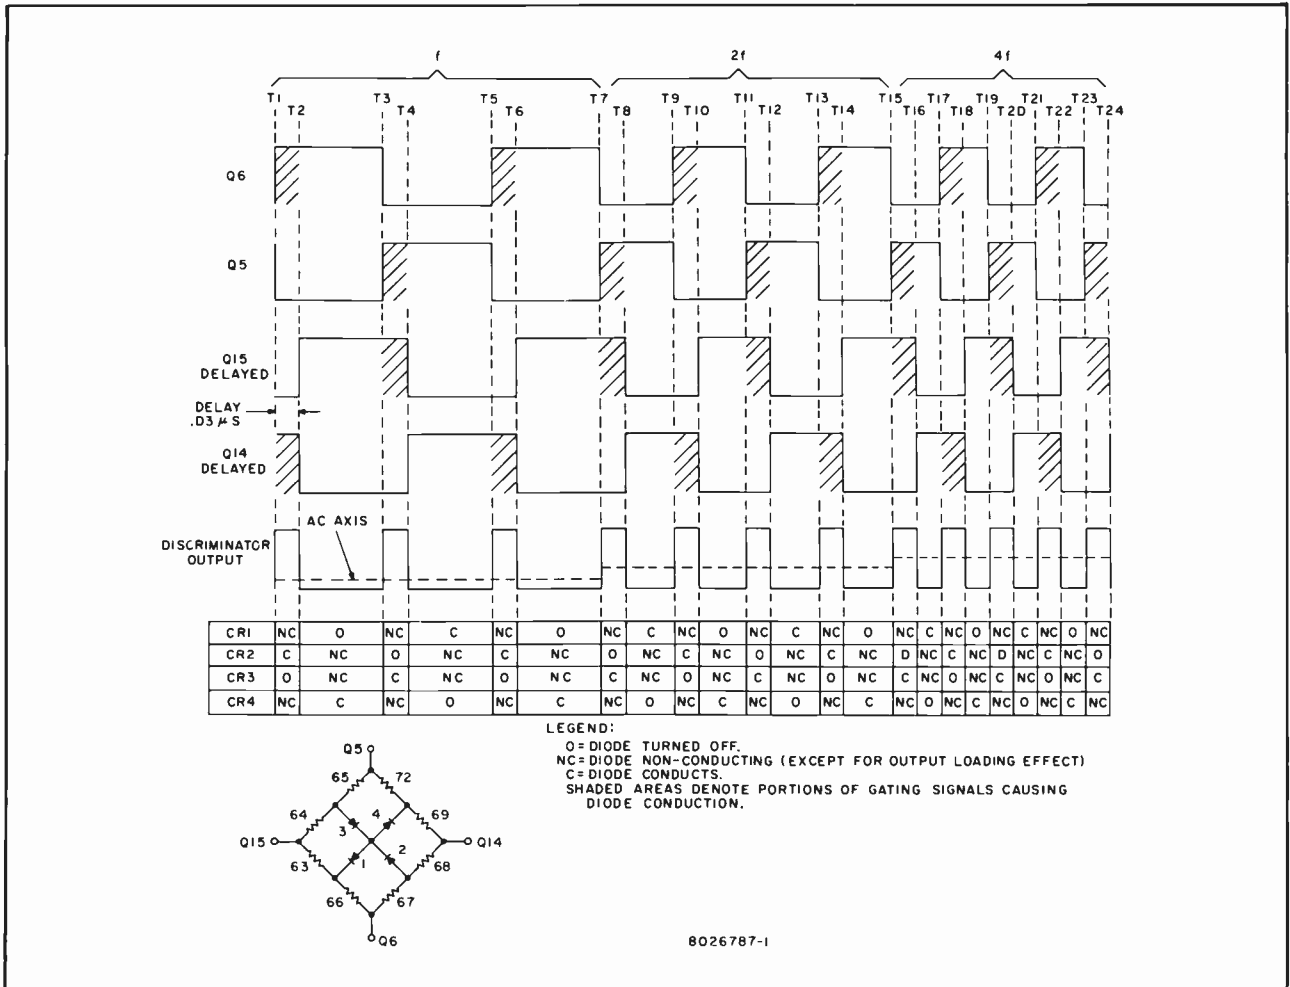 f 2f 4f
T1 T3 T5 T7 T9 T11 T13 T15 T17 T19 T21 T23
T2 T4 T6 T8 T10 T12 T14 T16 T18 T2D T22 T24
Q6
Q5
Q15
DELAYED
DELAY
.D3 μS
Q14
DELAYED
AC AXIS
DISCRIMINATOR
OUTPUT
CR1 NC O NC C NC O NC C NC O NC C NC O NC C NC O NC C NC O NC
CR2 C NC O NC C NC O NC C NC O NC C NC D NC C NC D NC C NC O
CR3 O NC C NC O NC C NC O NC C NC O NC C NC O NC C NC O NC C
CR4 NC C NC O NC C NC O NC C NC O NC C NC O NC C NC O NC C NC
LEGEND:
O = DIODE TURNED OFF.
NC = DIODE NON-CONDUCTING (EXCEPT FOR OUTPUT LOADING EFFECT)
C = DIODE CONDUCTS.
SHADED AREAS DENOTE PORTIONS OF GATING SIGNALS CAUSING
DIODE CONDUCTION.
Q5
65 72
64 3 4 69
Q15 Q14
63 1 2 68
66 67
Q6
8026787-1